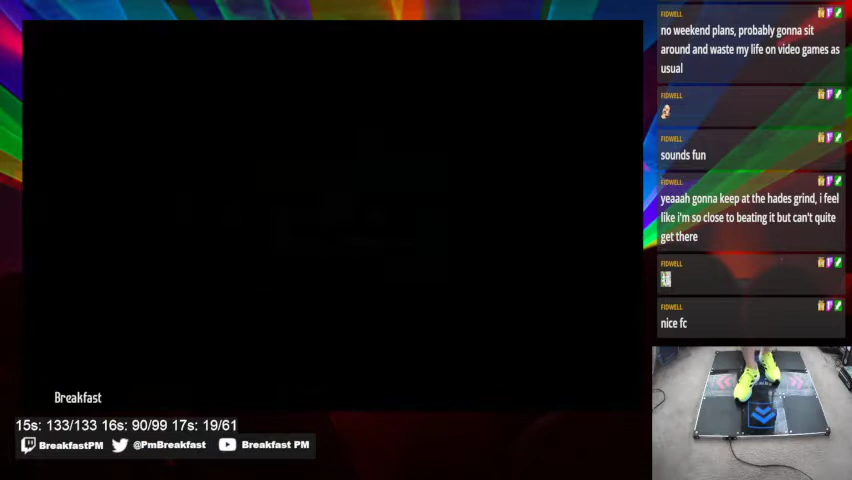 FIDWELL
no weekend plans, probably gonna sit
around and waste my life on video games as
usual
FIDWELL
FIDWELL
sounds fun
FIDWELL
yeaaah gonna keep at the hades grind, i feel
like i'm so close to beating it but can't quite
get there
FIDWELL
FIDWELL
nice fc
Breakfast
15s: 133/133 16s: 90/99 17s: 19/61
BreakfastPM
@PmBreakfast
Breakfast PM